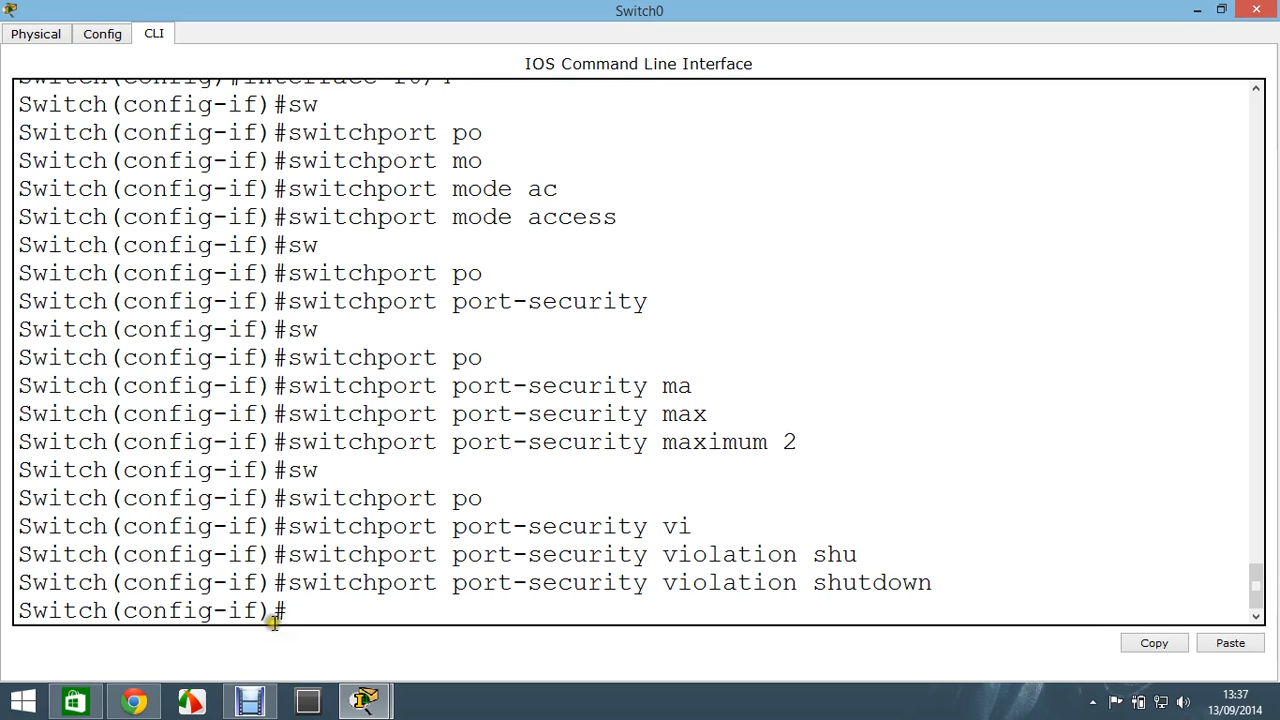 Switch0
Physical Config CLI
IOS Command Line Interface
Switch(config-if)#sw
Switch(config-if)#switchport po
Switch(config-if)#switchport mo
Switch(config-if)#switchport mode ac
Switch(config-if)#switchport mode access
Switch(config-if)#sw
Switch(config-if)#switchport po
Switch(config-if)#switchport port-security
Switch(config-if)#sw
Switch(config-if)#switchport po
Switch(config-if)#switchport port-security ma
Switch(config-if)#switchport port-security max
Switch(config-if)#switchport port-security maximum 2
Switch(config-if)#sw
Switch(config-if)#switchport po
Switch(config-if)#switchport port-security vi
Switch(config-if)#switchport port-security violation shu
Switch(config-if)#switchport port-security violation shutdown
Switch(config-if)#
Copy Paste
13:37
13/09/2014